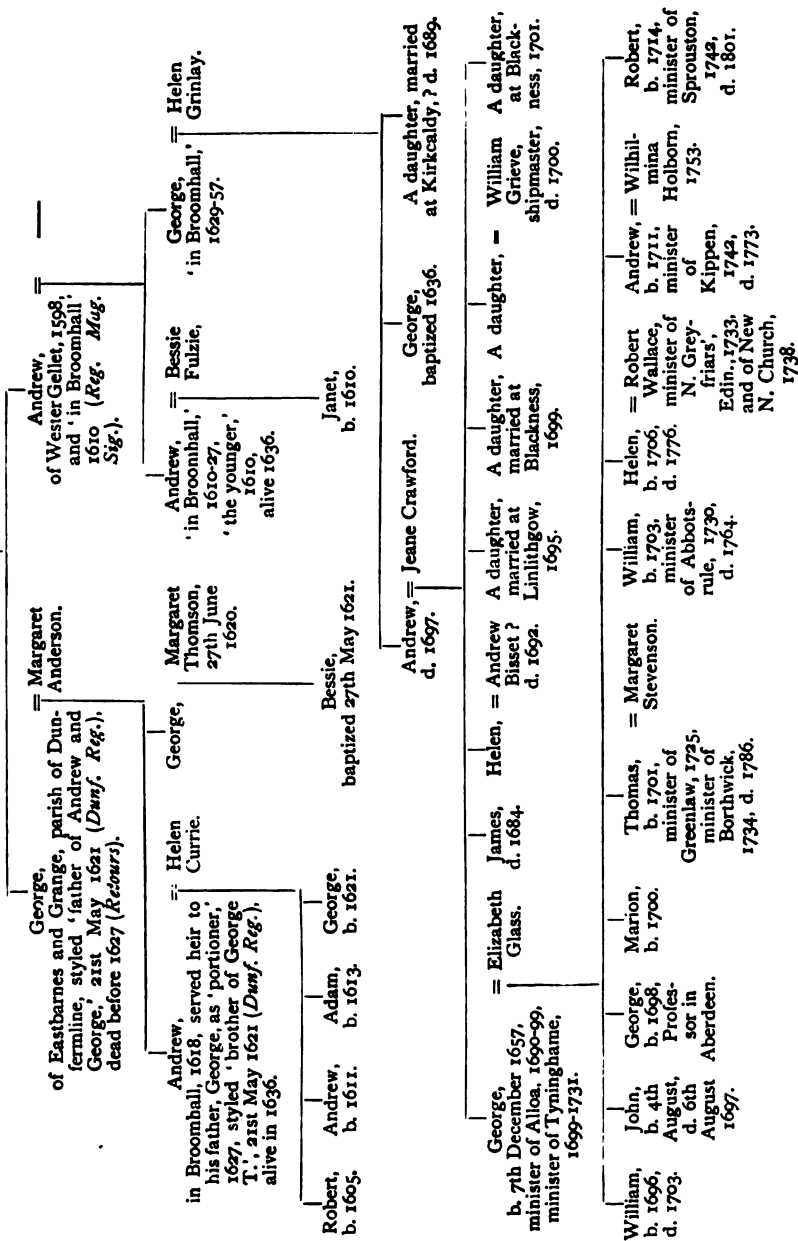 George,
of Eastbarnes and Grange, parish of Dun-
fermline, styled ‘father of Andrew and
George,’ 21st May 1621 (Dunf. Reg.),
dead before 1627 (Retours).
= Margaret
Anderson.
Andrew,
of Wester Gellet, 1598,
and ‘in Broomhall’
1610 (Reg. Mag.
Sig.).
= —
Andrew,
in Broomhall, 1618, served heir to
his father, George, as ‘portioner,’
1627, styled ‘brother of George
T.’, 21st May 1621 (Dunf. Reg.),
alive in 1636.
= Helen
Currie.
George,
Margaret
Thomson,
27th June
1620.
Andrew,
‘in Broomhall,’
1610-27,
‘the younger,’
1610,
alive 1636.
= Bessie
Fulzie,
George,
‘in Broomhall,’
1629-57.
= Helen
Grinlay.
Robert,
b. 1605.
Andrew,
b. 1611.
Adam,
b. 1613.
George,
b. 1621.
Bessie,
baptized 27th May 1621.
Janet,
b. 1610.
Andrew,
d. 1697.
= Jeane Crawford.
George,
baptized 1636.
A daughter, married
at Kirkcaldy, ? d. 1689.
George,
b. 7th December 1657,
minister of Alloa, 1690-99,
minister of Tyninghame,
1699-1731.
= Elizabeth
Glass.
James,
d. 1684.
Helen,
= Andrew
Bisset ?
d. 1692.
A daughter
married at
Linlithgow,
1695.
A daughter
married at
Blackness,
1699.
A daughter,
= William
Grieve,
shipmaster,
d. 1700.
A daughter
at Black-
ness, 1701.
William,
b. 1696,
d. 1703.
John,
b. 4th
August,
d. 6th
August
1697.
George,
b. 1698,
Profes-
sor in
Aberdeen.
Marion,
b. 1700.
Thomas,
b. 1701,
minister of
Greenlaw, 1725,
minister of
Borthwick,
1734, d. 1786.
= Margaret
Stevenson.
William,
b. 1703,
minister
of Abbots-
rule, 1730,
d. 1764.
Helen,
b. 1706,
d. 1776.
= Robert
Wallace,
minister of
N. Grey-
friars’,
Edin., 1733,
and of New
N. Church,
1738.
Andrew,
b. 1711,
minister
of
Kippen,
1742,
d. 1773.
= Wilhil-
mina
Holborn,
1753.
Robert,
b. 1714,
minister of
Sprouston,
1742,
d. 1801.